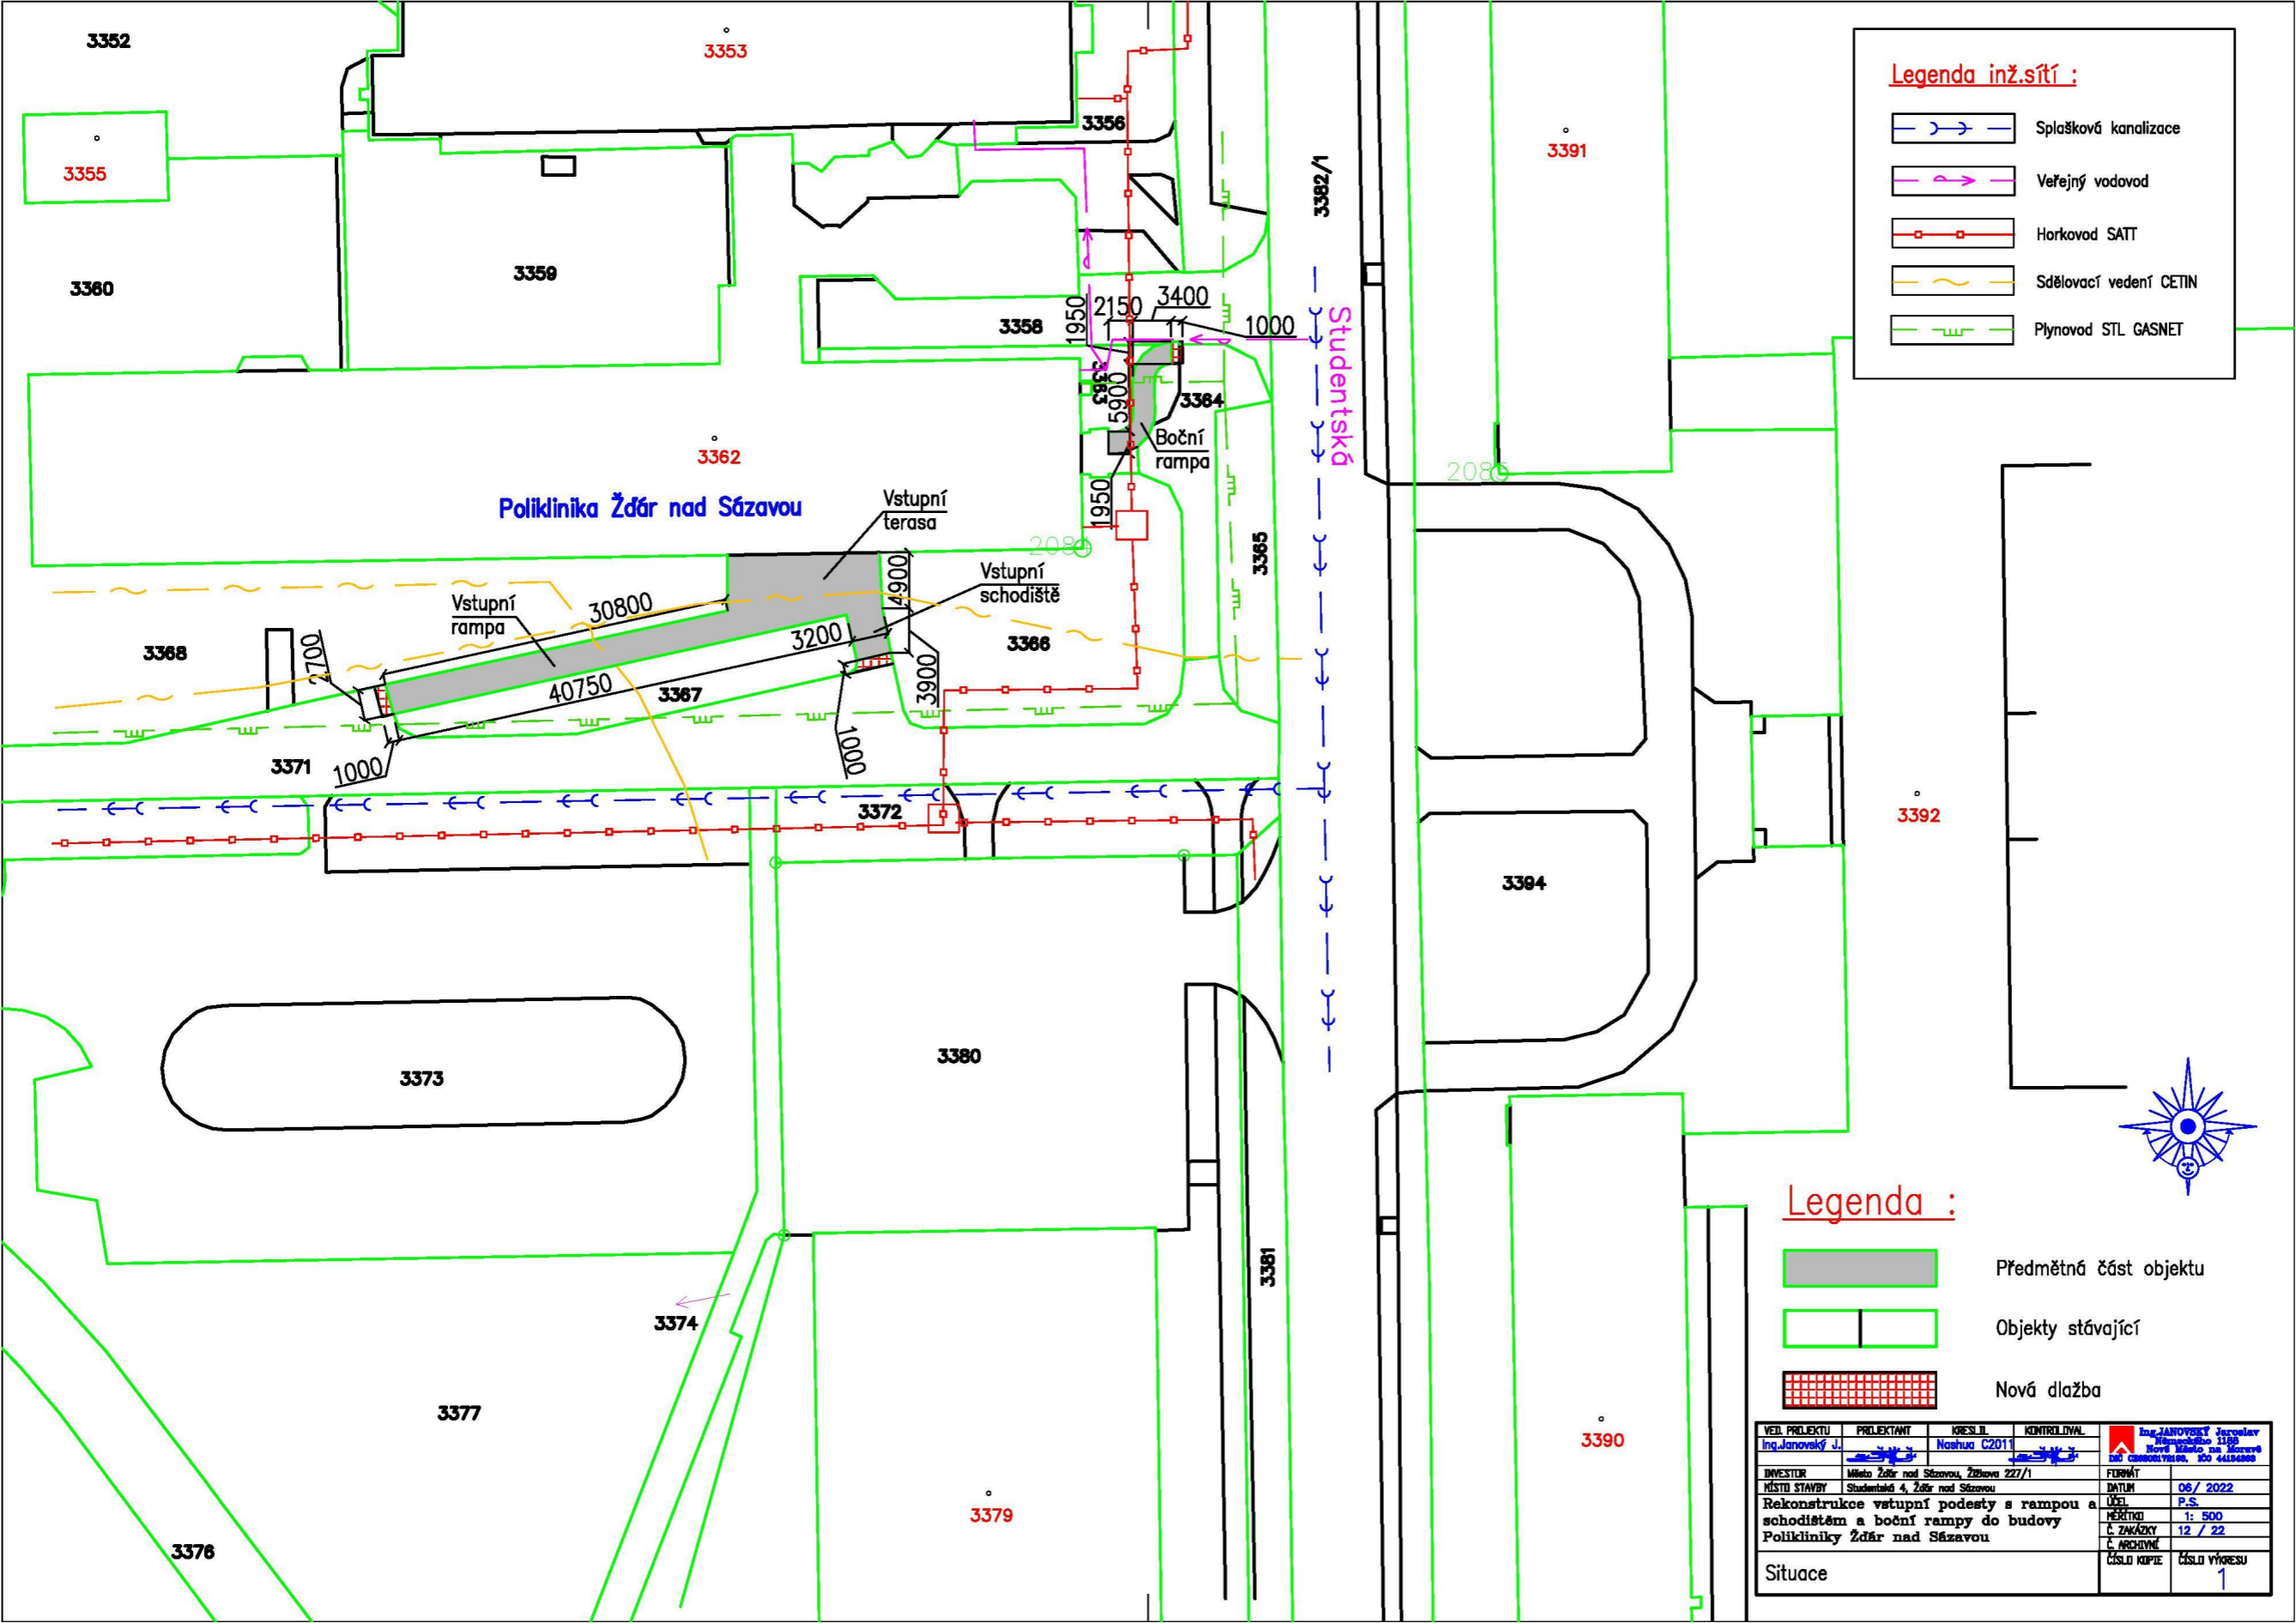 3352
3353
3355
3356
3359
3360
3358
3362
3363
3364
3365
3366
3367
3368
3371
3372
3373
3374
3376
3377
3379
3380
3381
3382/1
3390
3391
3392
3394
Studentská
Poliklinika Žďár nad Sázavou
Vstupní
terasa
Vstupní
schodiště
Vstupní
rampa
Boční
rampa
1950
2150
3400
1000
5900
1950
30800
4900
3200
2700
40750
3900
1000
1000
Legenda inž.sítí :
Splašková kanalizace
Veřejný vodovod
Horkovod SATT
Sdělovací vedení CETIN
Plynovod STL GASNET
Legenda :
Předmětná část objektu
Objekty stávající
Nová dlažba
VED. PROJEKTU PROJEKTANT KRESLIL KONTROLOVAL
Ing.Janovský J. Nashua C2011
Ing.JANOVSKÝ Jaroslav
Nové Město na Moravě
INVESTOR Město Žďár nad Sázavou, Žižkova 227/1
MÍSTO STAVBY Studentská 4, Žďár nad Sázavou
Rekonstrukce vstupní podesty s rampou a
schodištěm a boční rampy do budovy
Polikliniky Žďár nad Sázavou
Situace
FORMÁT
DATUM 06/ 2022
ÚČEL P.S.
MĚŘÍTKO 1: 500
Č. ZAKÁZKY 12 / 22
Č. ARCHIVNÍ
ČÍSLO KOPIE ČÍSLO VÝKRESU
1